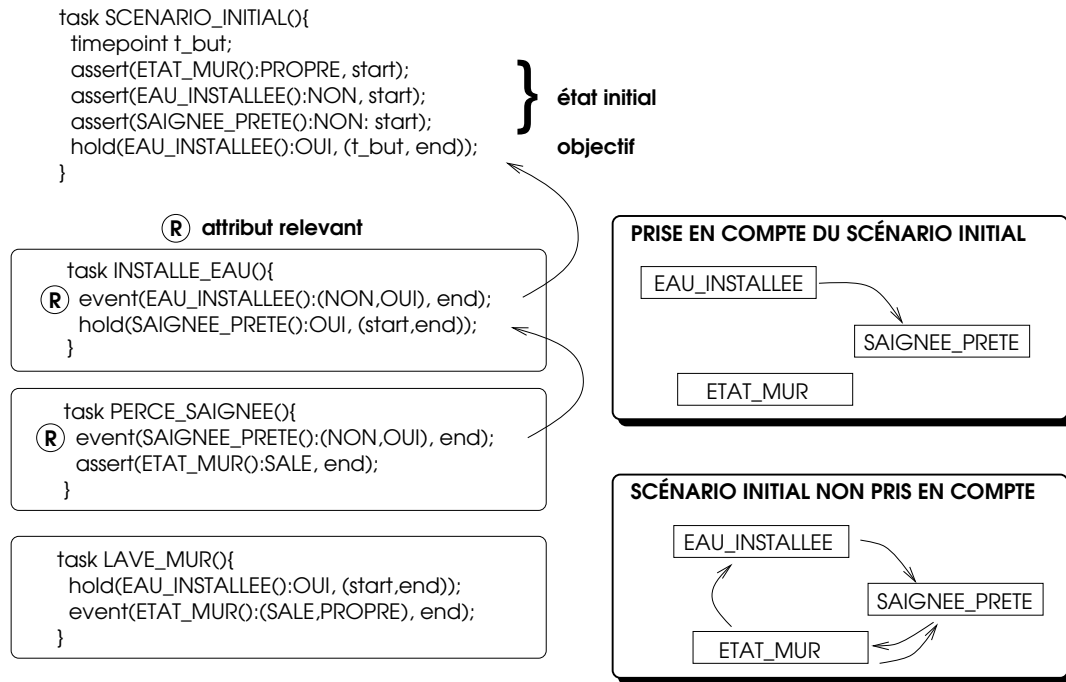 task SCENARIO_INITIAL(){
timepoint t_but;
assert(ETAT_MUR():PROPRE, start);
assert(EAU_INSTALLEE():NON, start);
assert(SAIGNEE_PRETE():NON: start);
hold(EAU_INSTALLEE():OUI, (t_but, end));
}
} état initial
objectif
R attribut relevant
task INSTALLE_EAU(){
R event(EAU_INSTALLEE():(NON,OUI), end);
hold(SAIGNEE_PRETE():OUI, (start,end));
}
task PERCE_SAIGNEE(){
R event(SAIGNEE_PRETE():(NON,OUI), end);
assert(ETAT_MUR():SALE, end);
}
task LAVE_MUR(){
hold(EAU_INSTALLEE():OUI, (start,end));
event(ETAT_MUR():(SALE,PROPRE), end);
}
PRISE EN COMPTE DU SCÉNARIO INITIAL
EAU_INSTALLEE
SAIGNEE_PRETE
ETAT_MUR
SCÉNARIO INITIAL NON PRIS EN COMPTE
EAU_INSTALLEE
SAIGNEE_PRETE
ETAT_MUR